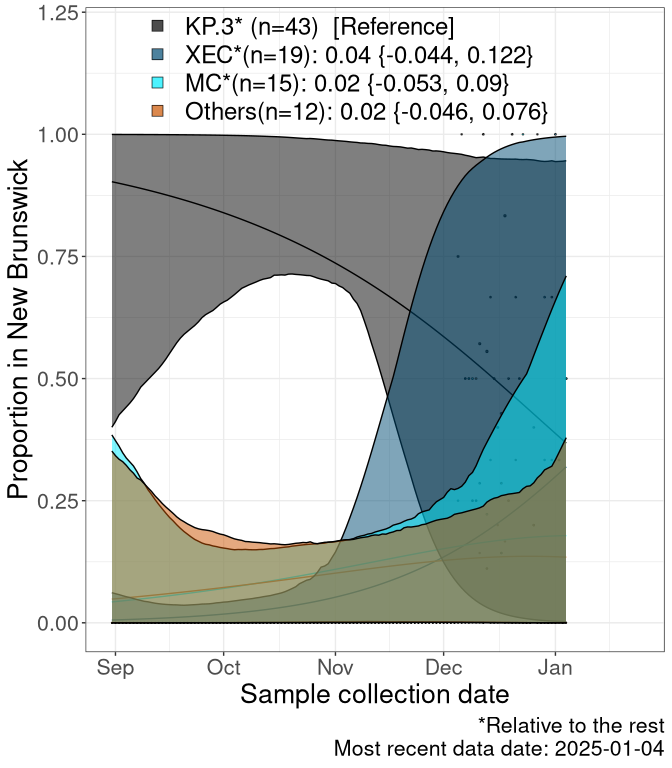 KP.3* (n=43)  [Reference]
XEC*(n=19): 0.04 {-0.044, 0.122}
MC*(n=15): 0.02 {-0.053, 0.09}
Others(n=12): 0.02 {-0.046, 0.076}
Proportion in New Brunswick
1.25
1.00
0.75
0.50
0.25
0.00
Sep Oct Nov Dec Jan
Sample collection date
*Relative to the rest
Most recent data date: 2025-01-04